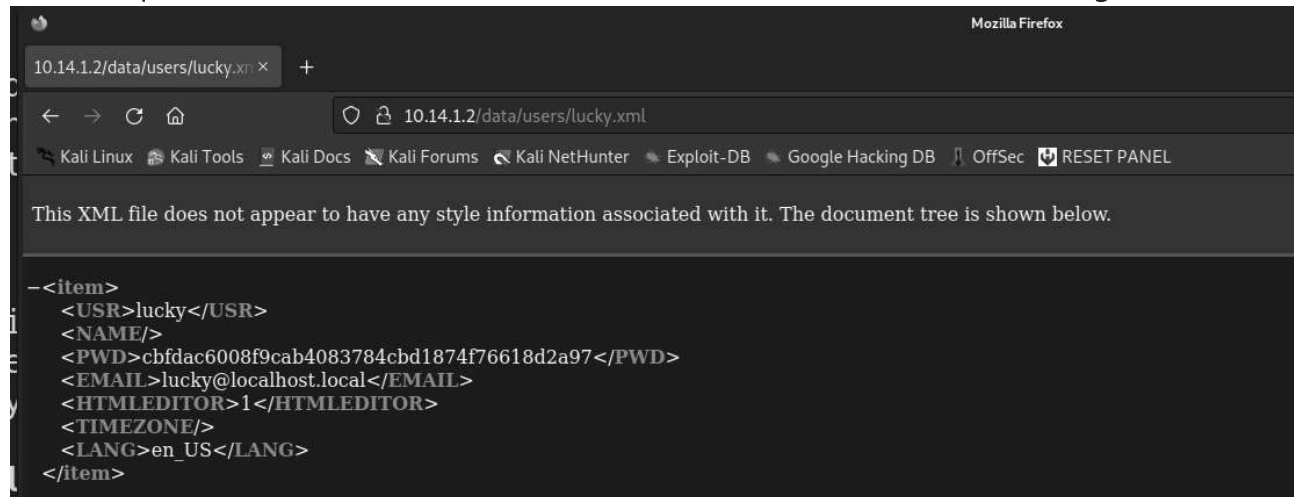 Mozilla Firefox
10.14.1.2/data/users/lucky.xm
10.14.1.2/data/users/lucky.xml
Kali Linux Kali Tools Kali Docs Kali Forums Kali NetHunter Exploit-DB Google Hacking DB OffSec RESET PANEL
This XML file does not appear to have any style information associated with it. The document tree is shown below.
−<item>
<USR>lucky</USR>
<NAME/>
<PWD>cbfdac6008f9cab4083784cbd1874f76618d2a97</PWD>
<EMAIL>lucky@localhost.local</EMAIL>
<HTMLEDITOR>1</HTMLEDITOR>
<TIMEZONE/>
<LANG>en_US</LANG>
</item>